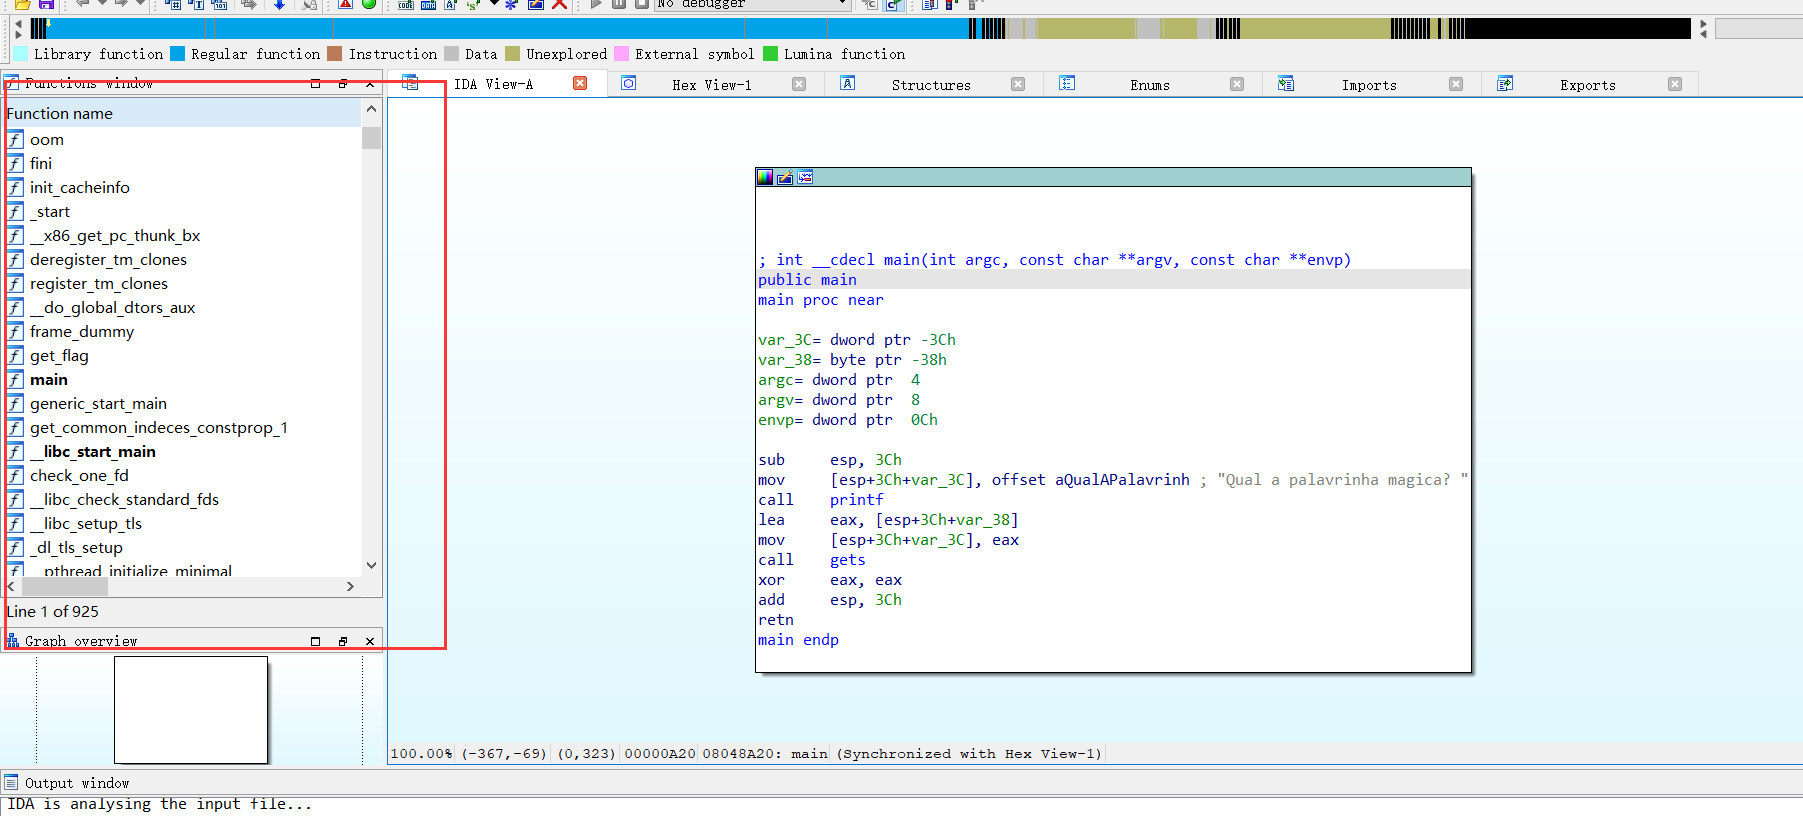 No debugger
Library function Regular function Instruction Data Unexplored External symbol Lumina function
Functions window
IDA View-A Hex View-1 Structures Enums Imports Exports
Function name
oom
fini
init_cacheinfo
_start
__x86_get_pc_thunk_bx
deregister_tm_clones
register_tm_clones
__do_global_dtors_aux
frame_dummy
get_flag
main
generic_start_main
get_common_indeces_constprop_1
__libc_start_main
check_one_fd
__libc_check_standard_fds
__libc_setup_tls
_dl_tls_setup
__pthread_initialize_minimal
Line 1 of 925
Graph overview
; int __cdecl main(int argc, const char **argv, const char **envp)
public main
main proc near
var_3C= dword ptr -3Ch
var_38= byte ptr -38h
argc= dword ptr 4
argv= dword ptr 8
envp= dword ptr 0Ch
sub esp, 3Ch
mov [esp+3Ch+var_3C], offset aQualAPalavrinh ; "Qual a palavrinha magica? "
call printf
lea eax, [esp+3Ch+var_38]
mov [esp+3Ch+var_3C], eax
call gets
xor eax, eax
add esp, 3Ch
retn
main endp
100.00% (-367,-69) (0,323) 00000A20 08048A20: main (Synchronized with Hex View-1)
Output window
IDA is analysing the input file...